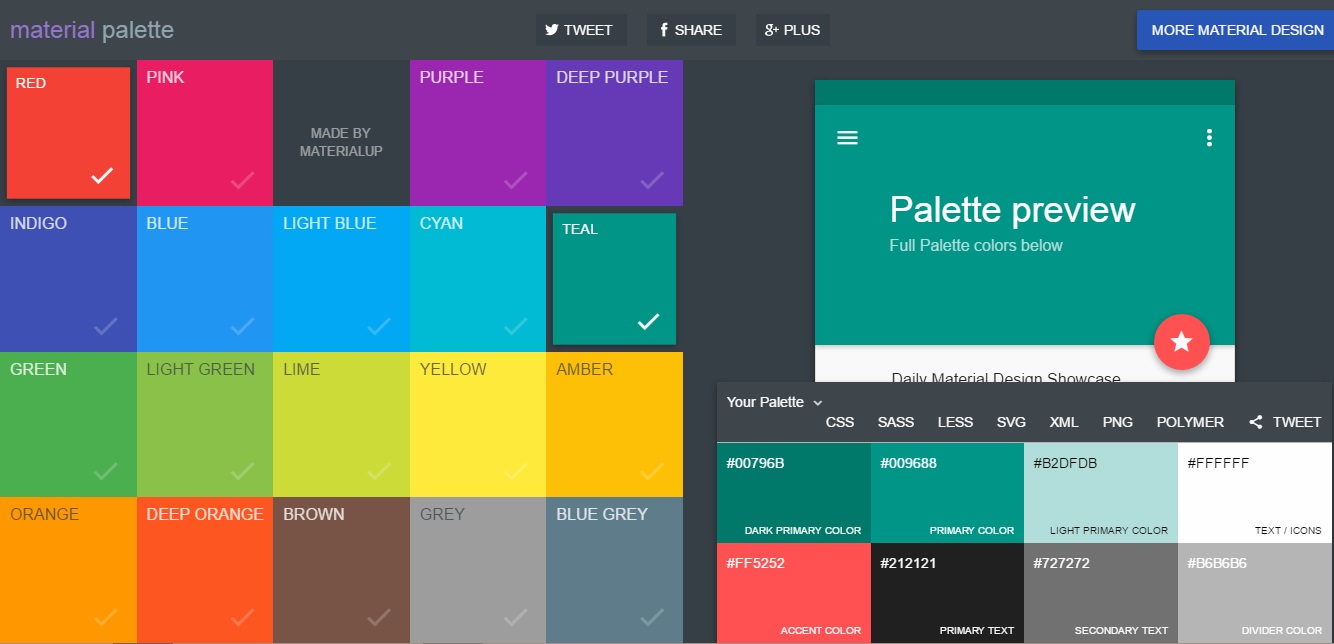 material palette
TWEET
SHARE
PLUS
MORE MATERIAL DESIGN
RED
PINK
MADE BY
MATERIALUP
PURPLE
DEEP PURPLE
INDIGO
BLUE
LIGHT BLUE
CYAN
TEAL
GREEN
LIGHT GREEN
LIME
YELLOW
AMBER
ORANGE
DEEP ORANGE
BROWN
GREY
BLUE GREY
Palette preview
Full Palette colors below
Daily Material Design Showcase
Your Palette
CSS
SASS
LESS
SVG
XML
PNG
POLYMER
TWEET
#00796B
DARK PRIMARY COLOR
#009688
PRIMARY COLOR
#B2DFDB
LIGHT PRIMARY COLOR
#FFFFFF
TEXT / ICONS
#FF5252
ACCENT COLOR
#212121
PRIMARY TEXT
#727272
SECONDARY TEXT
#B6B6B6
DIVIDER COLOR